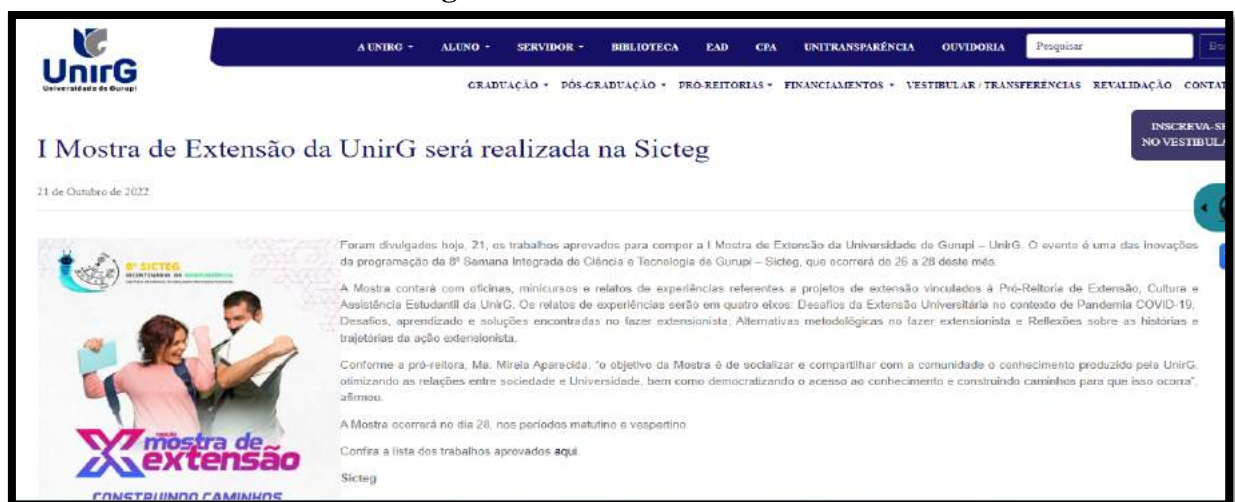 UnirG
Universidade de Gurupi
A UNIRG
ALUNO
SERVIDOR
BIBLIOTECA
EAD
CPA
UNITRANSPARÊNCIA
OUVIDORIA
Pesquisar
GRADUAÇÃO
PÓS-GRADUAÇÃO
PRÓ-REITORIAS
FINANCIAMENTOS
VESTIBULAR / TRANSFERÊNCIAS
REVALIDAÇÃO
INSCREVA-SE
NO VESTIBULA
I Mostra de Extensão da UnirG será realizada na Sicteg
21 de Outubro de 2022
Foram divulgados hoje, 21, os trabalhos aprovados para compor a I Mostra de Extensão da Universidade de Gurupi – UnirG. O evento é uma das inovações
da programação da 8ª Semana Integrada de Ciência e Tecnologia de Gurupi – Sicteg, que ocorrerá de 26 a 28 deste mês.
A Mostra contará com oficinas, minicursos e relatos de experiências referentes a projetos de extensão vinculados à Pró-Reitoria de Extensão, Cultura e
Assistência Estudantil da UnirG. Os relatos de experiências serão em quatro eixos: Desafios da Extensão Universitária no contexto de Pandemia COVID-19,
Desafios, aprendizado e soluções encontradas no fazer extensionista, Alternativas metodológicas no fazer extensionista e Reflexões sobre as histórias e
trajetórias da ação extensionista.
Conforme a pró-reitora, Ma. Mireia Aparecida, "o objetivo da Mostra é de socializar e compartilhar com a comunidade o conhecimento produzido pela UnirG,
otimizando as relações entre sociedade e Universidade, bem como democratizando o acesso ao conhecimento e construindo caminhos para que isso ocorra",
afirmou.
A Mostra ocorrerá no dia 28, nos períodos matutino e vespertino.
Confira a lista dos trabalhos aprovados aqui.
Sicteg
8ª SICTEG
mostra de
extensão
CONSTRUINDO CAMINHOS